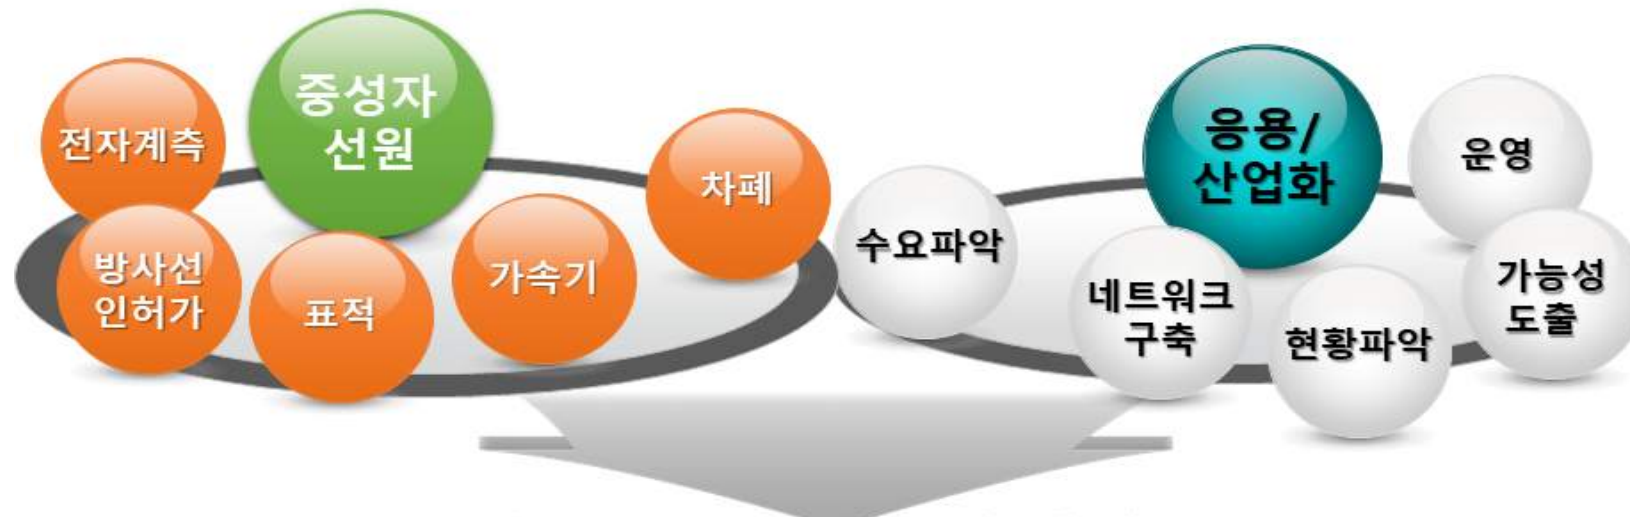 중성자
선원
전자계측
방사선
인허가
표적
가속기
차폐
응용/
산업화
수요파악
네트워크
구축
현황파악
가능성
도출
운영